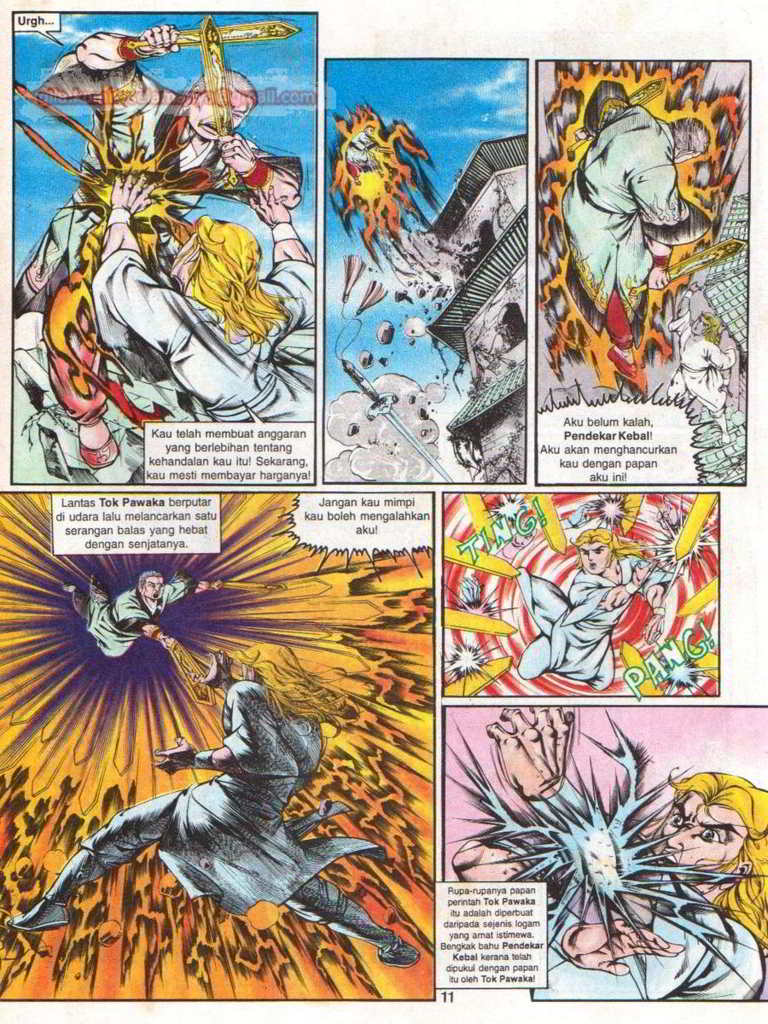 Urgh...
Kau telah membuat anggaran
yang berlebihan tentang
kehandalan kau itu! Sekarang,
kau mesti membayar harganya!
Aku belum kalah,
Pendekar Kebal!
Aku akan menghancurkan
kau dengan papan
aku ini!
Lantas Tok Pawaka berputar
di udara lalu melancarkan satu
serangan balas yang hebat
dengan senjatanya.
Jangan kau mimpi
kau boleh mengalahkan
aku!
TING!
PANG!
Rupa-rupanya papan
perintah Tok Pawaka
itu adalah diperbuat
daripada sejenis logam
yang amat istimewa.
Bengkak bahu Pendekar
Kebal kerana telah
dipukul dengan papan
itu oleh Tok Pawaka!
11